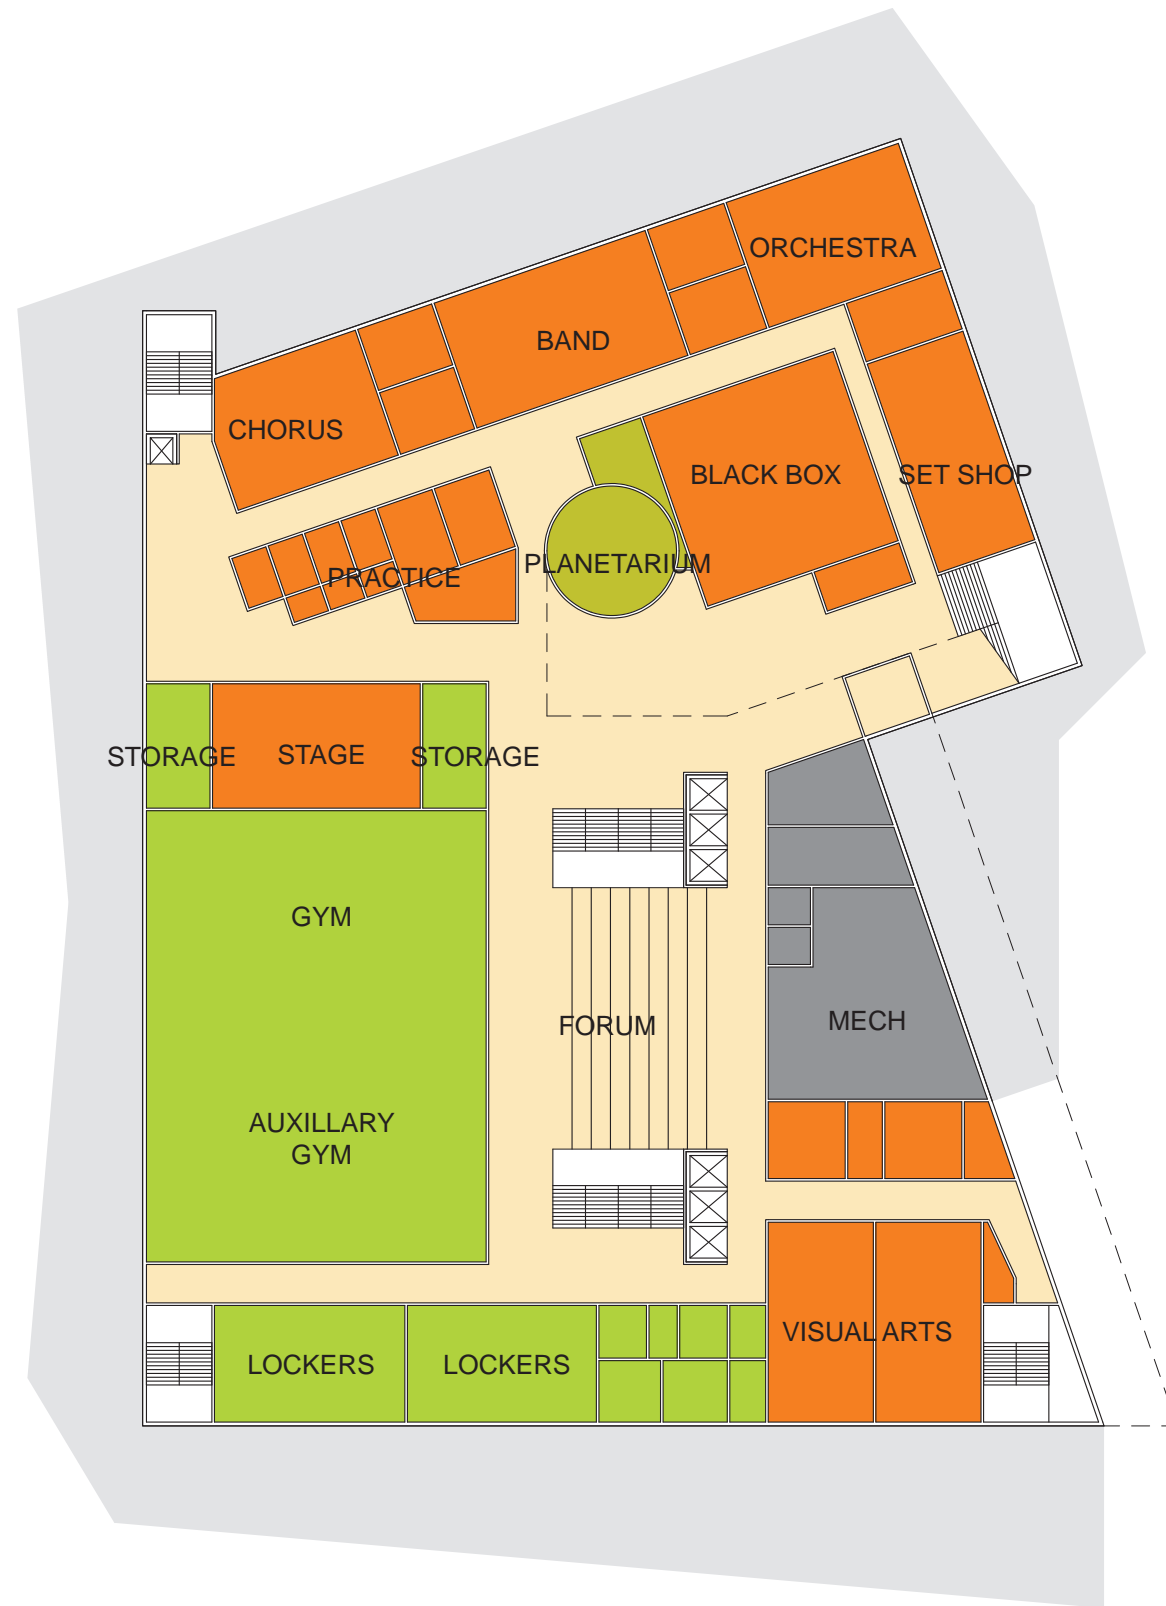 ORCHESTRA
BAND
CHORUS
BLACK BOX
SET SHOP
PLANETARIUM
PRACTICE
STORAGE
STAGE
STORAGE
GYM
FORUM
MECH
AUXILLARY
GYM
VISUAL ARTS
LOCKERS
LOCKERS